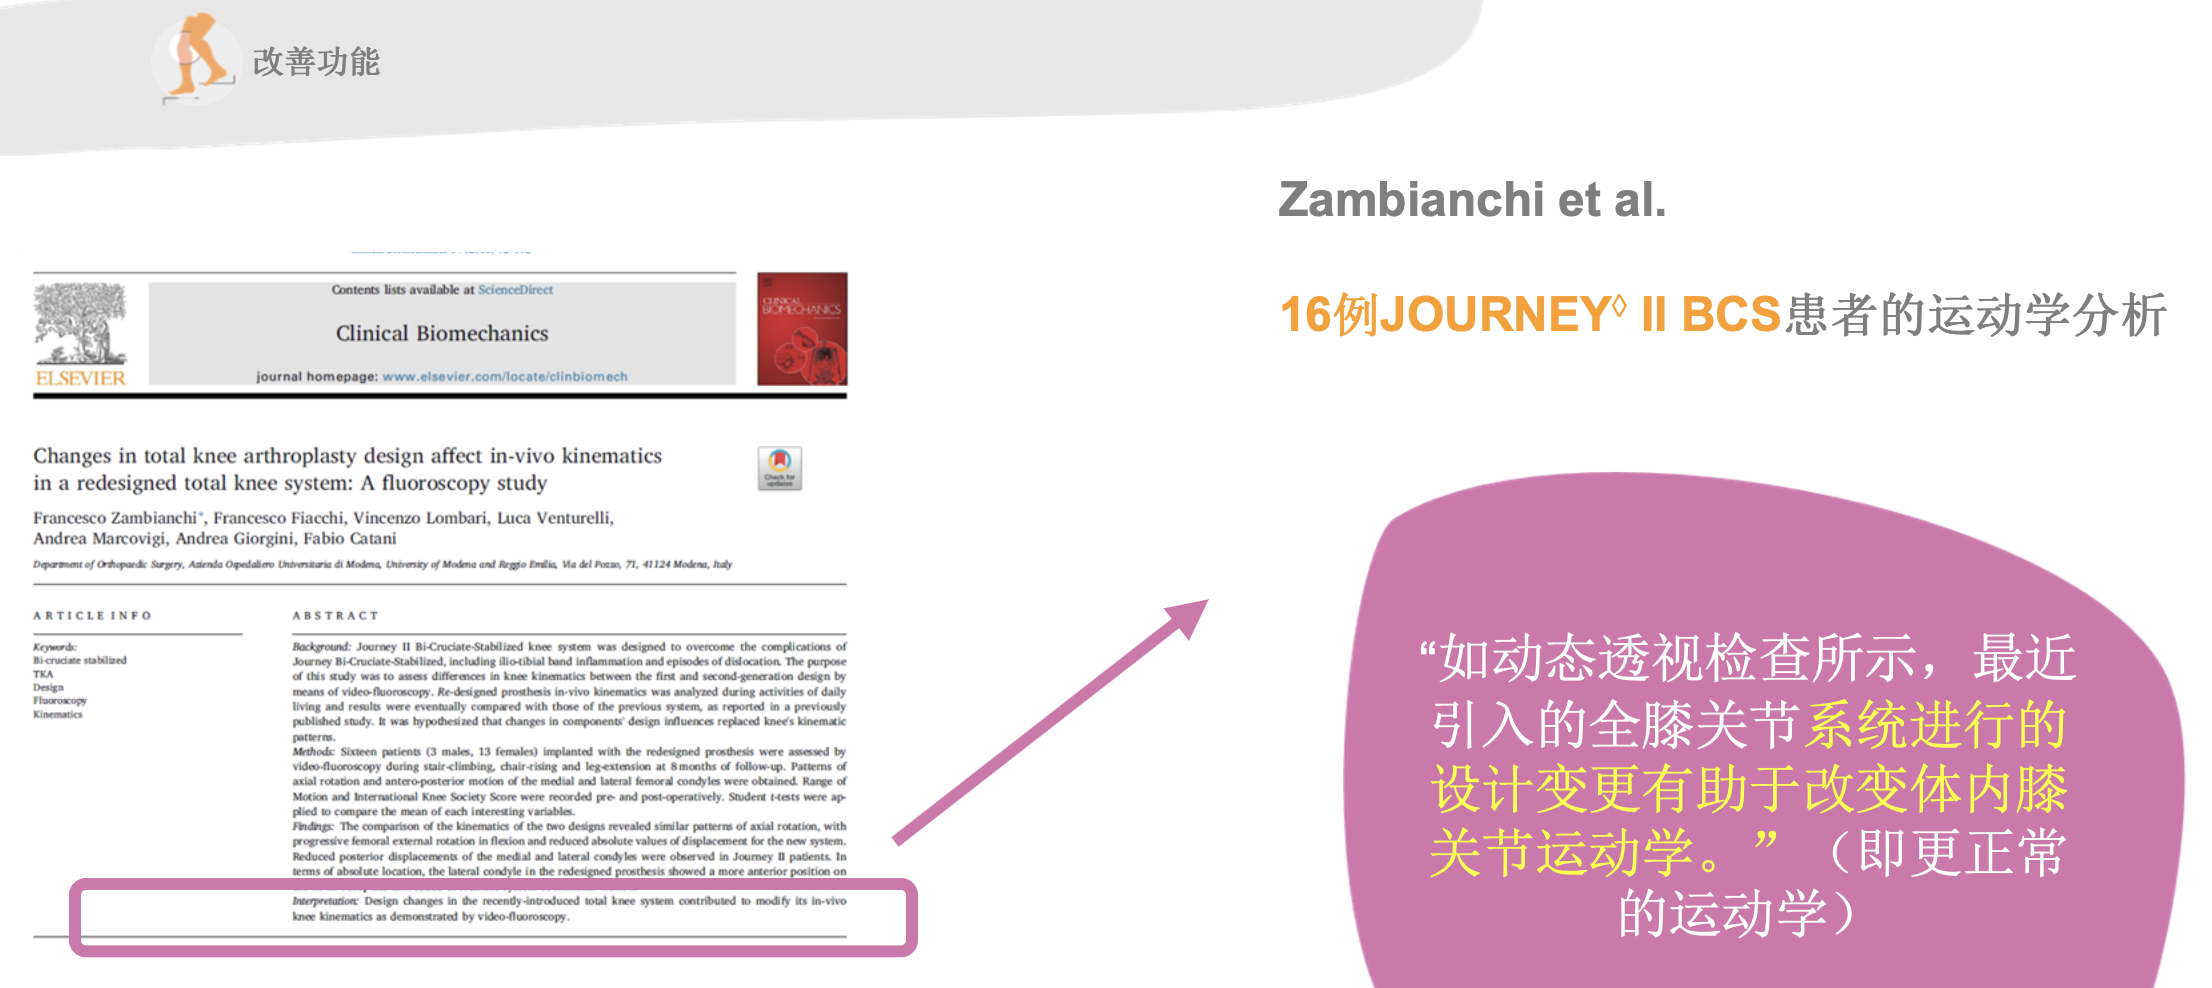 改善功能
Zambianchi et al.
16例JOURNEY◊ II BCS患者的运动学分析
Contents lists available at ScienceDirect
Clinical Biomechanics
journal homepage: www.elsevier.com/locate/clinbiomech
ELSEVIER
CLINICAL
BIOMECHANICS
Changes in total knee arthroplasty design affect in-vivo kinematics
in a redesigned total knee system: A fluoroscopy study
Check for
updates
Francesco Zambianchi*, Francesco Fiacchi, Vincenzo Lombari, Luca Venturelli,
Andrea Marcovigi, Andrea Giorgini, Fabio Catani
Department of Orthopaedic Surgery, Azienda Ospedaliero Universitaria di Modena, University of Modena and Reggio Emilia, Via del Pozzo, 71, 41124 Modena, Italy
ARTICLE INFO
Keywords:
Bi-cruciate stabilized
TKA
Design
Fluoroscopy
Kinematics
ABSTRACT
Background: Journey II Bi-Cruciate-Stabilized knee system was designed to overcome the complications of
Journey Bi-Cruciate-Stabilized, including ilio-tibial band inflammation and episodes of dislocation. The purpose
of this study was to assess differences in knee kinematics between the first and second-generation design by
means of video-fluoroscopy. Re-designed prosthesis in-vivo kinematics was analyzed during activities of daily
living and results were eventually compared with those of the previous system, as reported in a previously
published study. It was hypothesized that changes in components' design influences replaced knee's kinematic
patterns.
Methods: Sixteen patients (3 males, 13 females) implanted with the redesigned prosthesis were assessed by
video-fluoroscopy during stair-climbing, chair-rising and leg-extension at 8 months of follow-up. Patterns of
axial rotation and antero-posterior motion of the medial and lateral femoral condyles were obtained. Range of
Motion and International Knee Society Score were recorded pre- and post-operatively. Student t-tests were ap-
plied to compare the mean of each interesting variables.
Findings: The comparison of the kinematics of the two designs revealed similar patterns of axial rotation, with
progressive femoral external rotation in flexion and reduced absolute values of displacement for the new system.
Reduced posterior displacements of the medial and lateral condyles were observed in Journey II patients. In
terms of absolute location, the lateral condyle in the redesigned prosthesis showed a more anterior position on
Interpretation: Design changes in the recently-introduced total knee system contributed to modify its in-vivo
knee kinematics as demonstrated by video-fluoroscopy.
“如动态透视检查所示，最近
引入的全膝关节系统进行的
设计变更有助于改变体内膝
关节运动学。”（即更正常
的运动学）